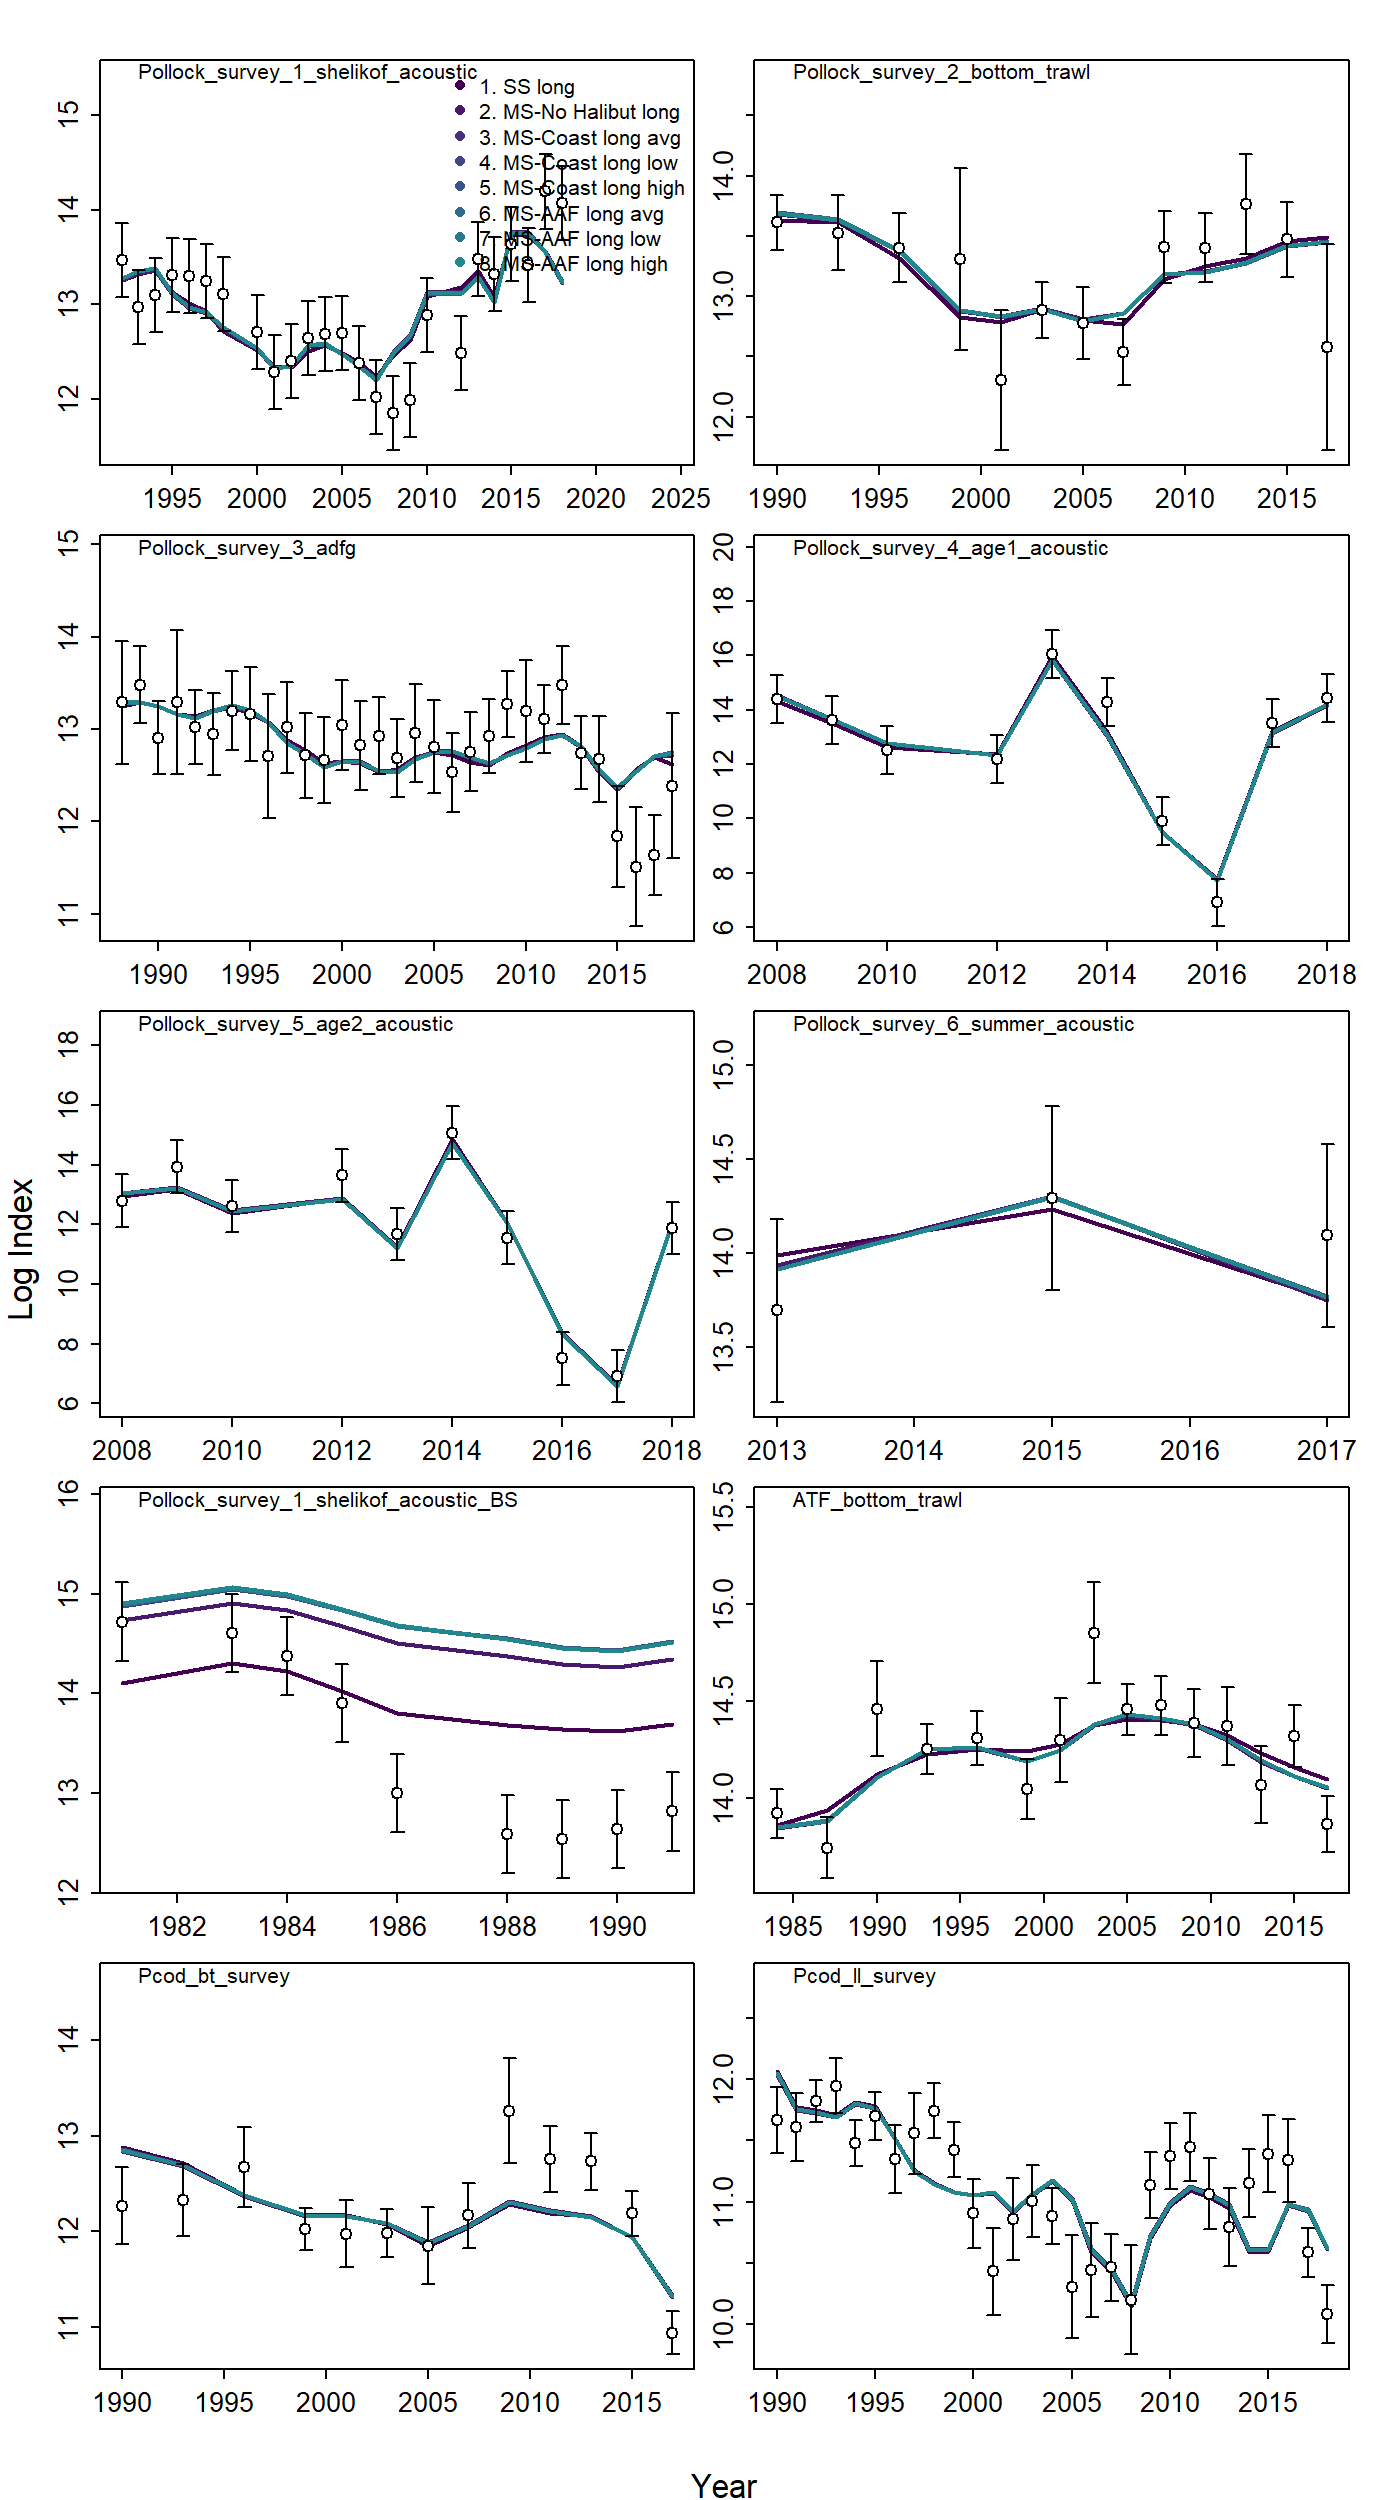 Pollock_survey_1_shelikof_acoustic
1. SS long
2. MS-No Halibut long
3. MS-Coast long avg
4. MS-Coast long low
5. MS-Coast long high
6. MS-AAF long avg
7. MS-AAF long low
8. MS-AAF long high
15
14
13
12
1995 2000 2005 2010 2015 2020 2025
Pollock_survey_2_bottom_trawl
14.0
13.0
12.0
1990 1995 2000 2005 2010 2015
Pollock_survey_3_adfg
15
14
13
12
11
1990 1995 2000 2005 2010 2015
Pollock_survey_4_age1_acoustic
20
18
16
14
12
10
8
6
2008 2010 2012 2014 2016 2018
Pollock_survey_5_age2_acoustic
18
16
14
12
10
8
6
2008 2010 2012 2014 2016 2018
Pollock_survey_6_summer_acoustic
15.0
14.5
14.0
13.5
2013 2014 2015 2016 2017
Log Index
Pollock_survey_1_shelikof_acoustic_BS
16
15
14
13
12
1982 1984 1986 1988 1990
ATF_bottom_trawl
15.5
15.0
14.5
14.0
1985 1990 1995 2000 2005 2010 2015
Pcod_bt_survey
14
13
12
11
1990 1995 2000 2005 2010 2015
Pcod_ll_survey
12.0
11.0
10.0
1990 1995 2000 2005 2010 2015
Year